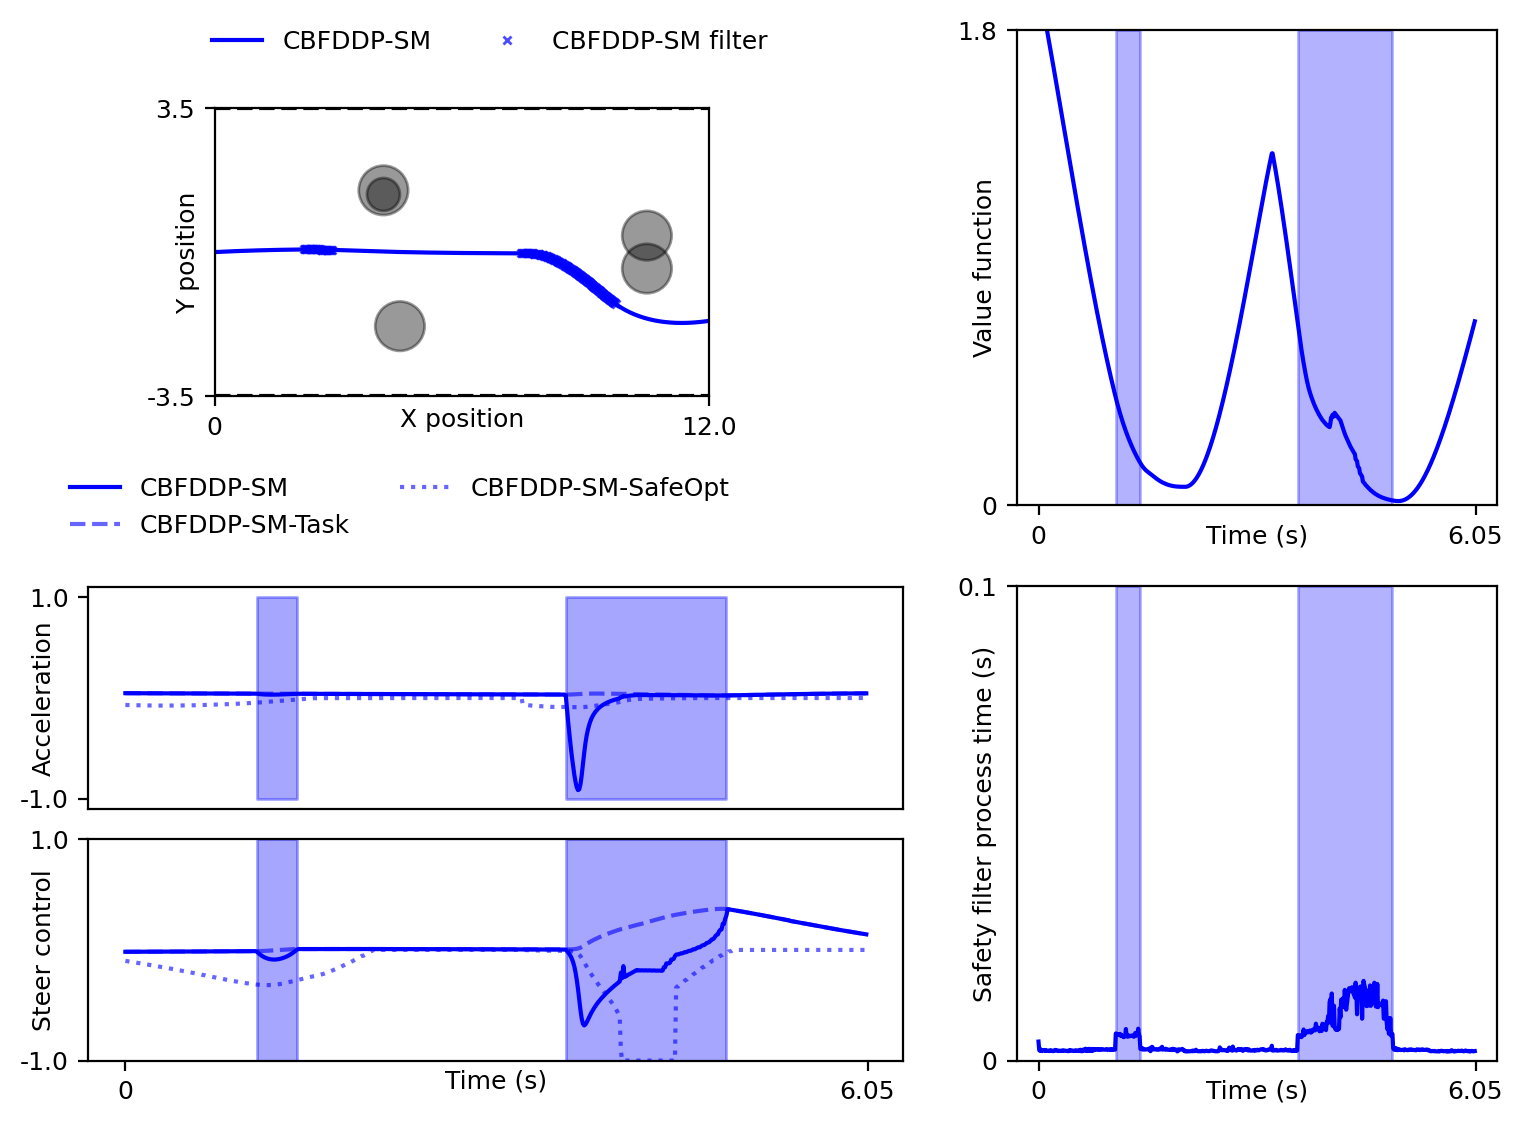 CBFDDP-SM
CBFDDP-SM filter
3.5
Y position
-3.5
0
X position
12.0
1.8
Value function
0
0
Time (s)
6.05
CBFDDP-SM
CBFDDP-SM-SafeOpt
CBFDDP-SM-Task
1.0
Acceleration
-1.0
1.0
Steer control
-1.0
0
Time (s)
6.05
0.1
Safety filter process time (s)
0
0
Time (s)
6.05